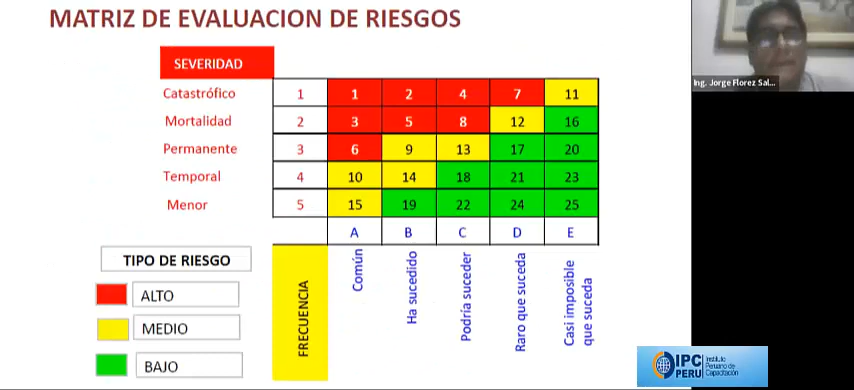 MATRIZ DE EVALUACION DE RIESGOS
SEVERIDAD
Catastrófico 1 1 2 4 7 11
Mortalidad 2 3 5 8 12 16
Permanente 3 6 9 13 17 20
Temporal 4 10 14 18 21 23
Menor 5 15 19 22 24 25
A B C D E
FRECUENCIA
Común
Ha sucedido
Podría suceder
Raro que suceda
Casi imposible
que suceda
TIPO DE RIESGO
ALTO
MEDIO
BAJO
Ing. Jorge Florez Sal...
IPC
PERU
Instituto
Peruano de
Capacitación